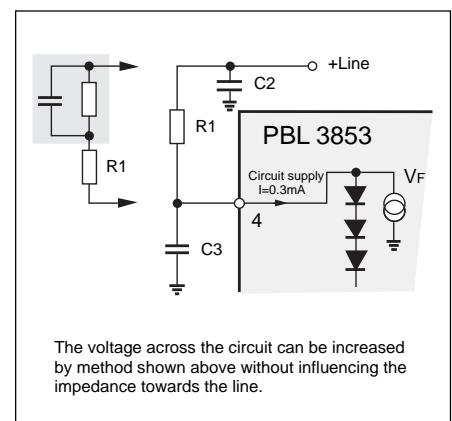 +Line
C2
R1
PBL 3853
R1
Circuit supply
I=0.3mA
VF
4
C3
The voltage across the circuit can be increased
by method shown above without influencing the
impedance towards the line.